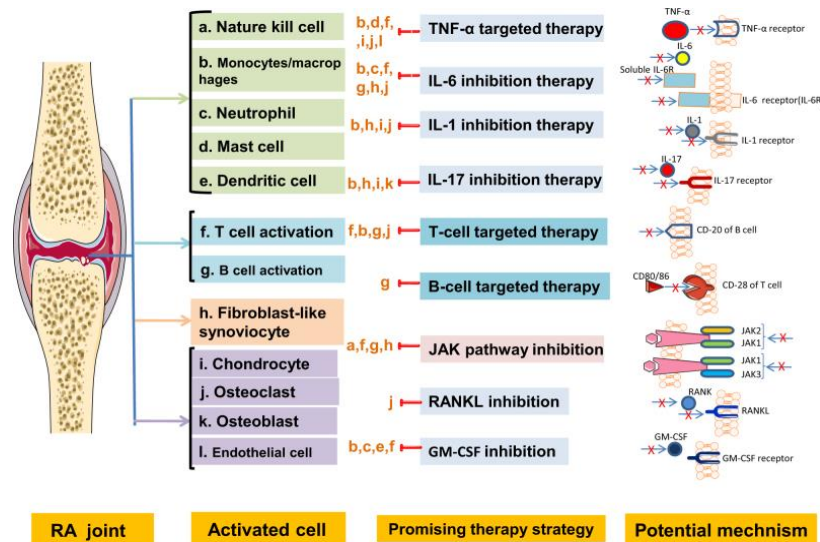 a. Nature kill cell
b. Monocytes/macrop
hages
c. Neutrophil
d. Mast cell
e. Dendritic cell
f. T cell activation
g. B cell activation
h. Fibroblast-like
synoviocyte
i. Chondrocyte
j. Osteoclast
k. Osteoblast
l. Endothelial cell
b,d,f,
,i,j,l
TNF-α targeted therapy
b,c,f,
g,h,j
IL-6 inhibition therapy
b,h,i,j
IL-1 inhibition therapy
b,h,i,k
IL-17 inhibition therapy
f,b,g,j
T-cell targeted therapy
g
B-cell targeted therapy
a,f,g,h
JAK pathway inhibition
j
RANKL inhibition
b,c,e,f
GM-CSF inhibition
TNF-α
TNF-α receptor
IL-6
Soluble IL-6R
IL-6 receptor(IL-6R
IL-1
IL-1 receptor
IL-17
IL-17 receptor
CD-20 of B cell
CD80/86
CD-28 of T cell
JAK2
JAK1
JAK1
JAK3
RANK
RANKL
GM-CSF
GM-CSF receptor
RA joint
Activated cell
Promising therapy strategy
Potential mechnism